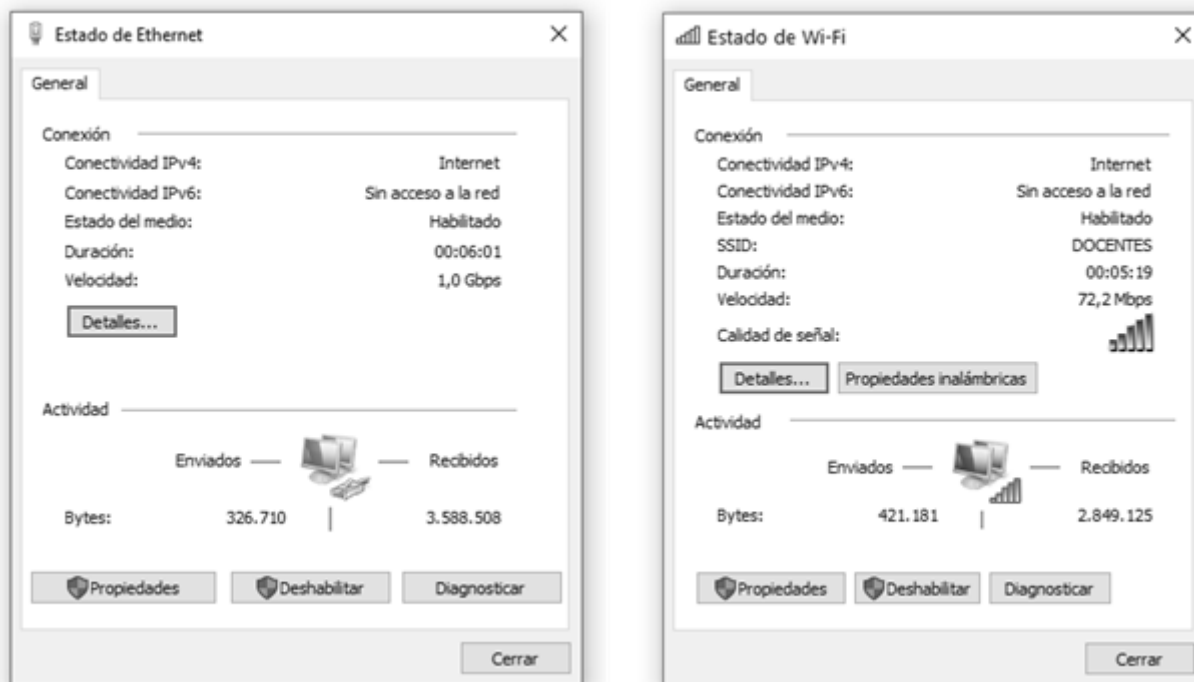 Estado de Ethernet
General
Conexión
Conectividad IPv4: Internet
Conectividad IPv6: Sin acceso a la red
Estado del medio: Habilitado
Duración: 00:06:01
Velocidad: 1,0 Gbps
Detalles...
Actividad
Enviados Recibidos
Bytes: 326.710 3.588.508
Propiedades Deshabilitar Diagnosticar
Cerrar
Estado de Wi-Fi
General
Conexión
Conectividad IPv4: Internet
Conectividad IPv6: Sin acceso a la red
Estado del medio: Habilitado
SSID: DOCENTES
Duración: 00:05:19
Velocidad: 72,2 Mbps
Calidad de señal:
Detalles... Propiedades inalámbricas
Actividad
Enviados Recibidos
Bytes: 421.181 2.849.125
Propiedades Deshabilitar Diagnosticar
Cerrar